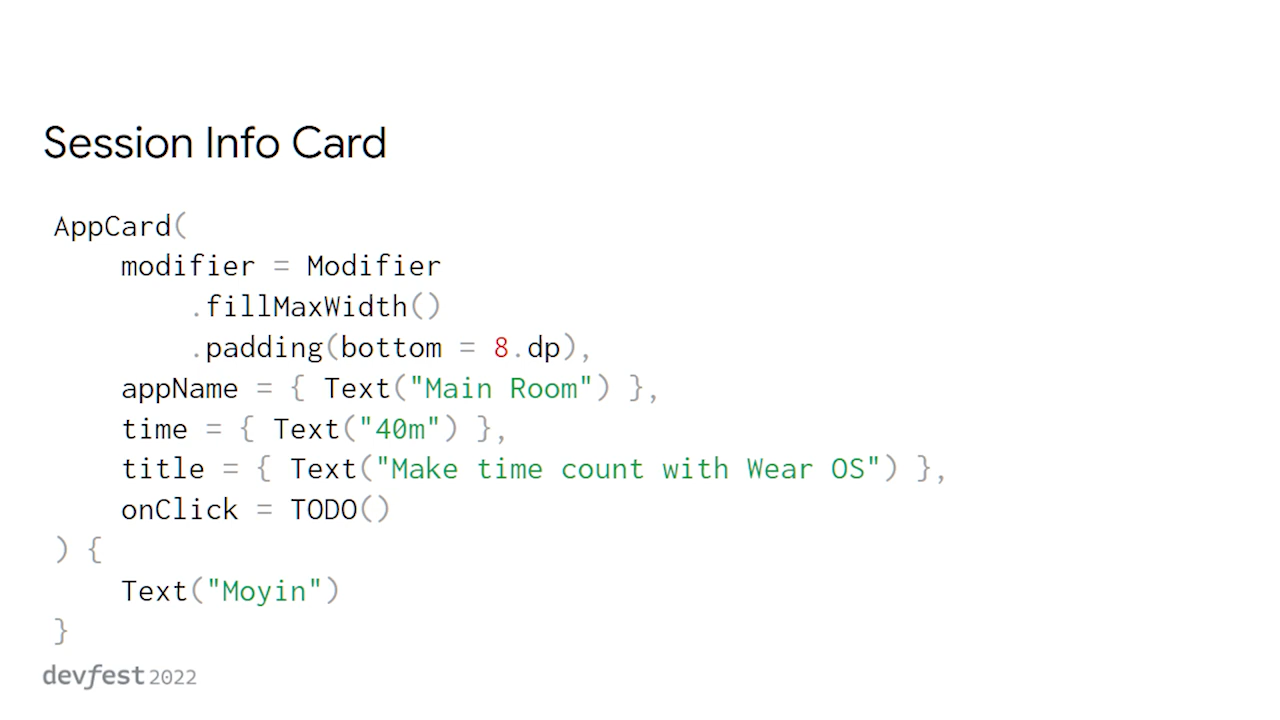 Session Info Card
AppCard(
    modifier = Modifier
        .fillMaxWidth()
        .padding(bottom = 8.dp),
    appName = { Text("Main Room") },
    time = { Text("40m") },
    title = { Text("Make time count with Wear OS") },
    onClick = TODO()
) {
    Text("Moyin")
}
devfest 2022